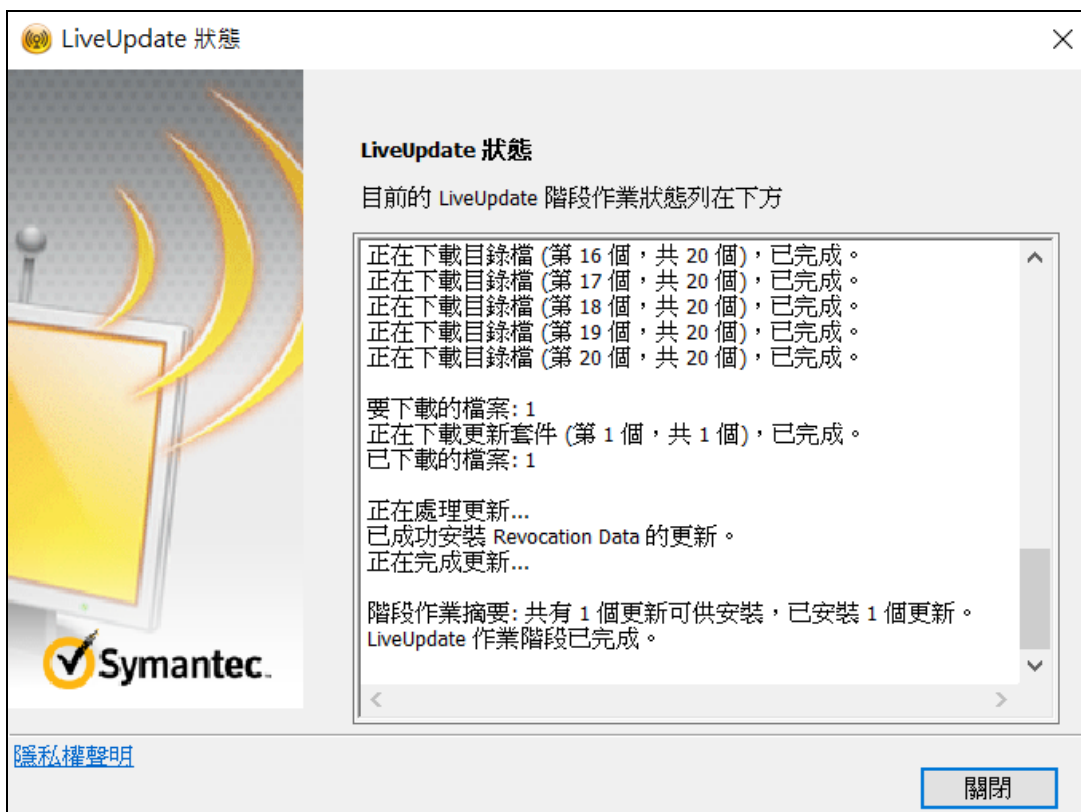 LiveUpdate 狀態
LiveUpdate 狀態
目前的 LiveUpdate 階段作業狀態列在下方
正在下載目錄檔 (第 16 個，共 20 個)，已完成。
正在下載目錄檔 (第 17 個，共 20 個)，已完成。
正在下載目錄檔 (第 18 個，共 20 個)，已完成。
正在下載目錄檔 (第 19 個，共 20 個)，已完成。
正在下載目錄檔 (第 20 個，共 20 個)，已完成。
要下載的檔案: 1
正在下載更新套件 (第 1 個，共 1 個)，已完成。
已下載的檔案: 1
正在處理更新...
已成功安裝 Revocation Data 的更新。
正在完成更新...
階段作業摘要: 共有 1 個更新可供安裝，已安裝 1 個更新。
LiveUpdate 作業階段已完成。
Symantec™
隱私權聲明
關閉